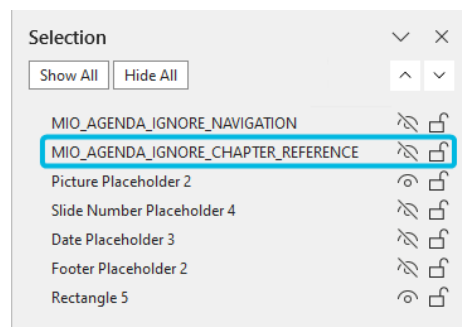 Selection
Show All Hide All
MIO_AGENDA_IGNORE_NAVIGATION
MIO_AGENDA_IGNORE_CHAPTER_REFERENCE
Picture Placeholder 2
Slide Number Placeholder 4
Date Placeholder 3
Footer Placeholder 2
Rectangle 5